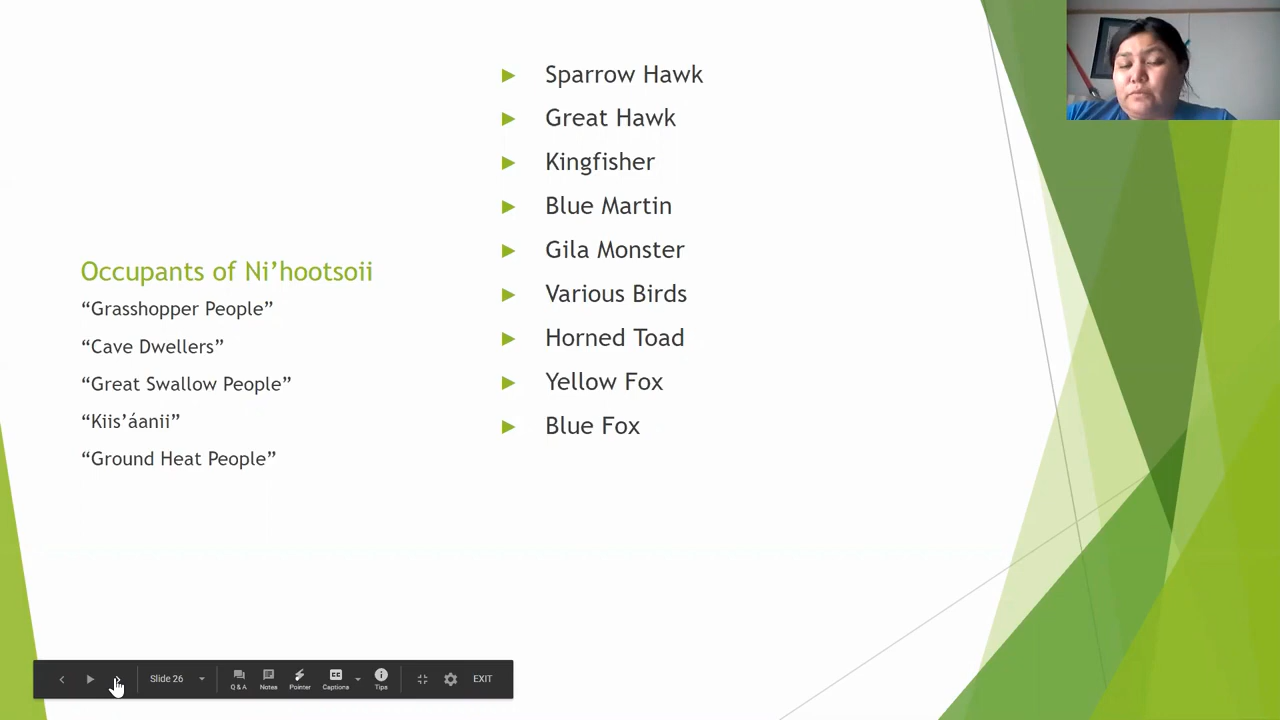 Occupants of Ni’hootsoii
“Grasshopper People”
“Cave Dwellers”
“Great Swallow People”
“Kiis’áanii”
“Ground Heat People”
Sparrow Hawk
Great Hawk
Kingfisher
Blue Martin
Gila Monster
Various Birds
Horned Toad
Yellow Fox
Blue Fox
Slide 26
Q & A
Notes
Pointer
CC
Captions
Tips
EXIT